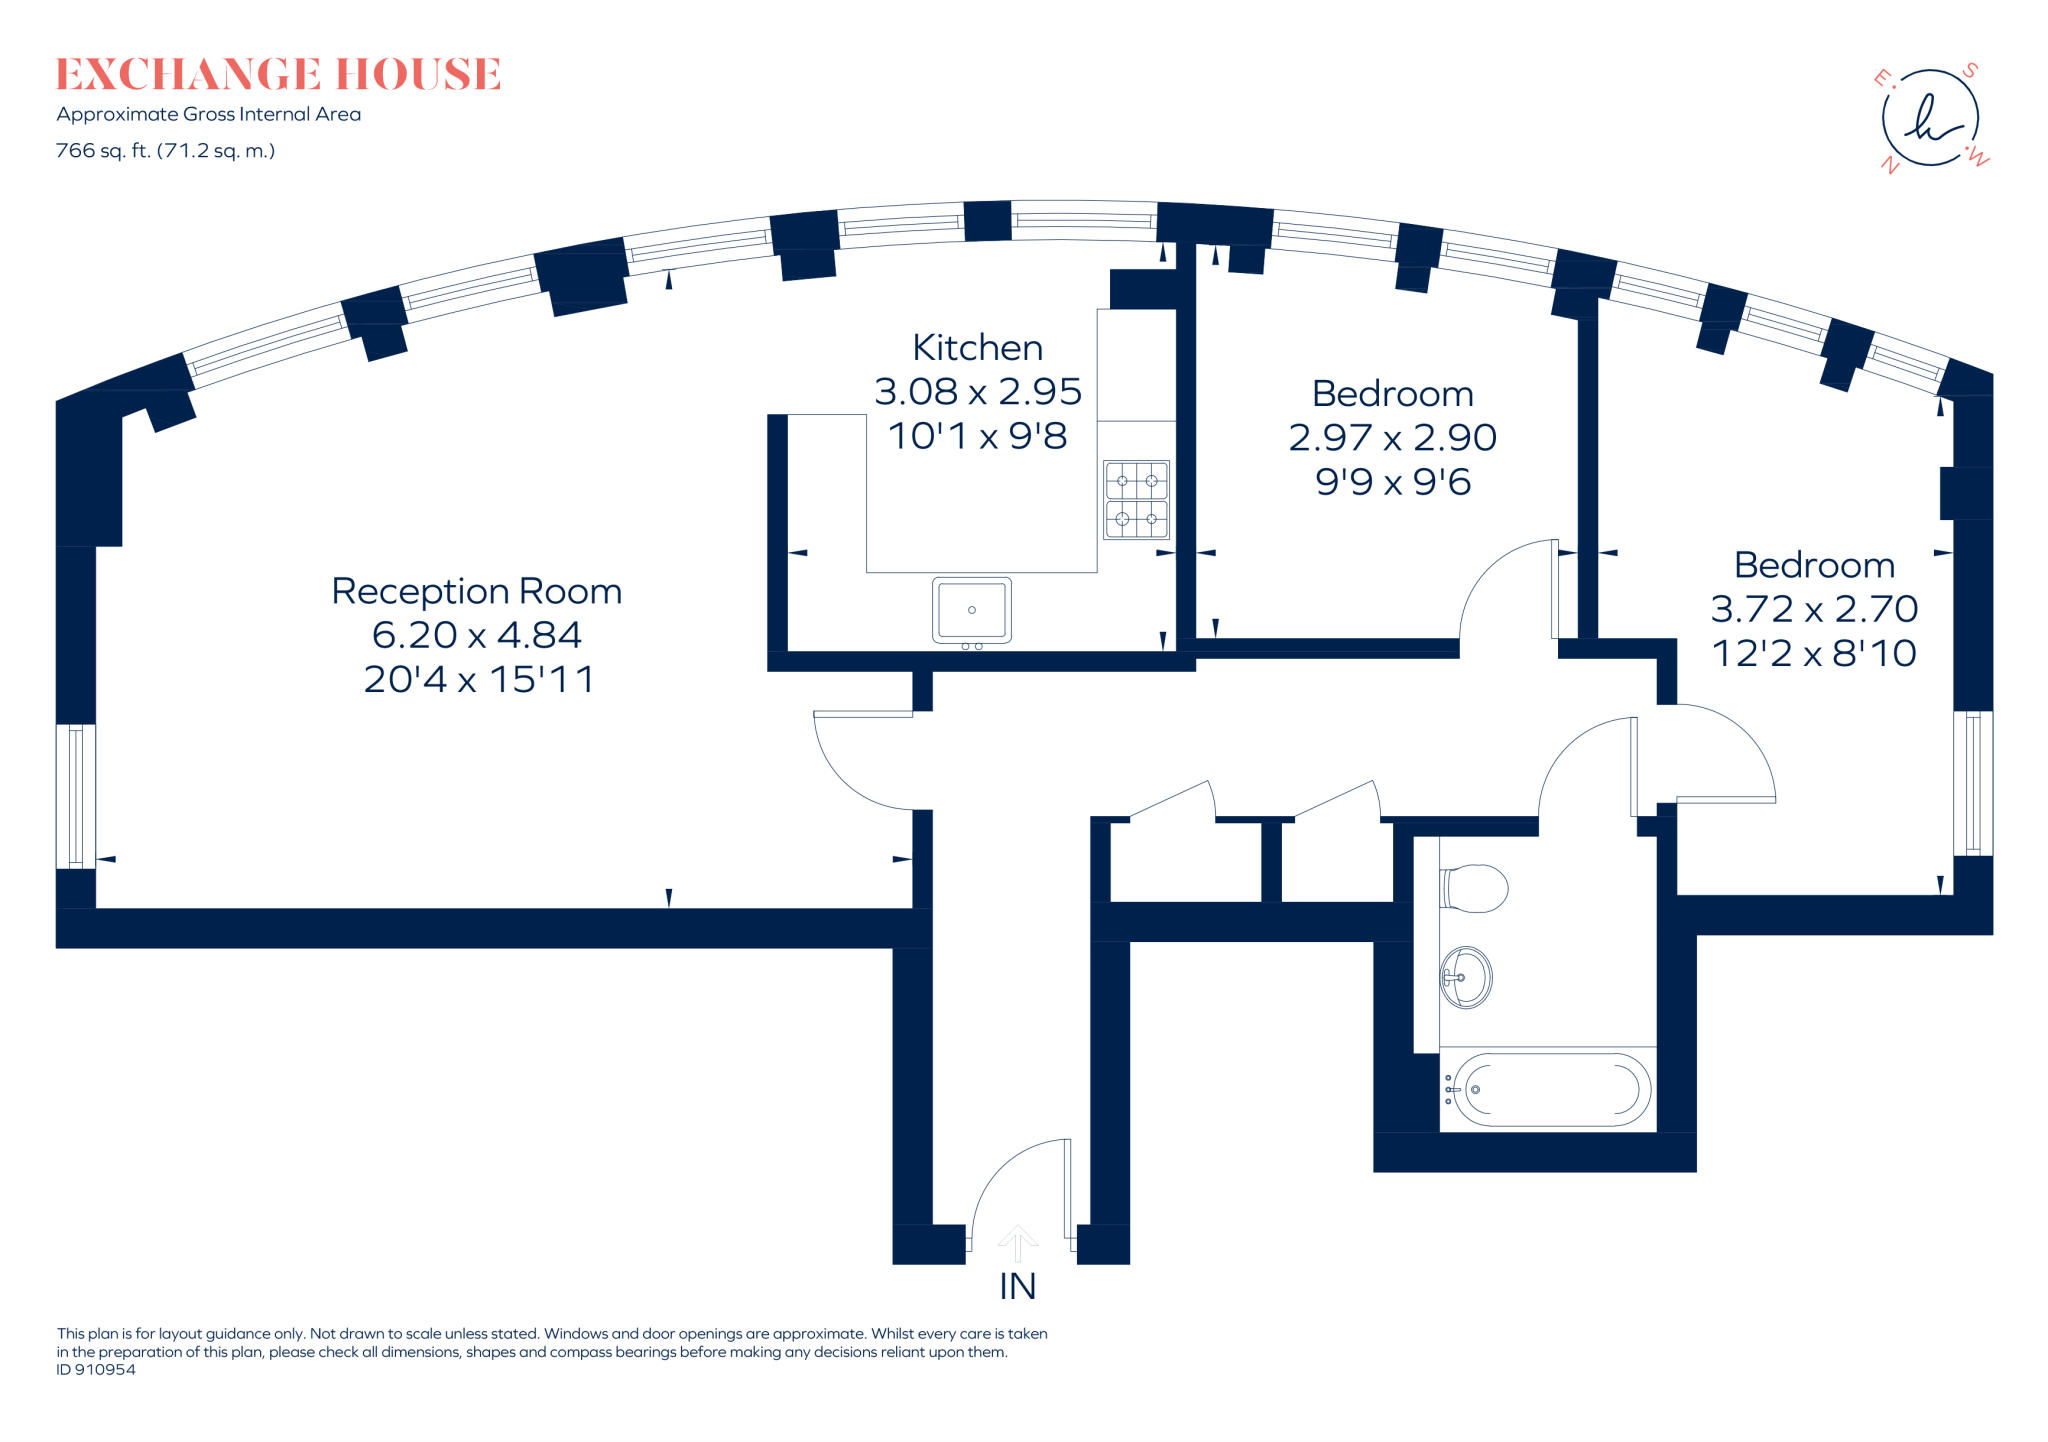 EXCHANGE HOUSE
Approximate Gross Internal Area
766 sq. ft. (71.2 sq. m.)
E
S
N
W
Kitchen
3.08 x 2.95
10'1 x 9'8
Bedroom
2.97 x 2.90
9'9 x 9'6
Reception Room
6.20 x 4.84
20'4 x 15'11
Bedroom
3.72 x 2.70
12'2 x 8'10
IN
This plan is for layout guidance only. Not drawn to scale unless stated. Windows and door openings are approximate. Whilst every care is taken
in the preparation of this plan, please check all dimensions, shapes and compass bearings before making any decisions reliant upon them.
ID 910954